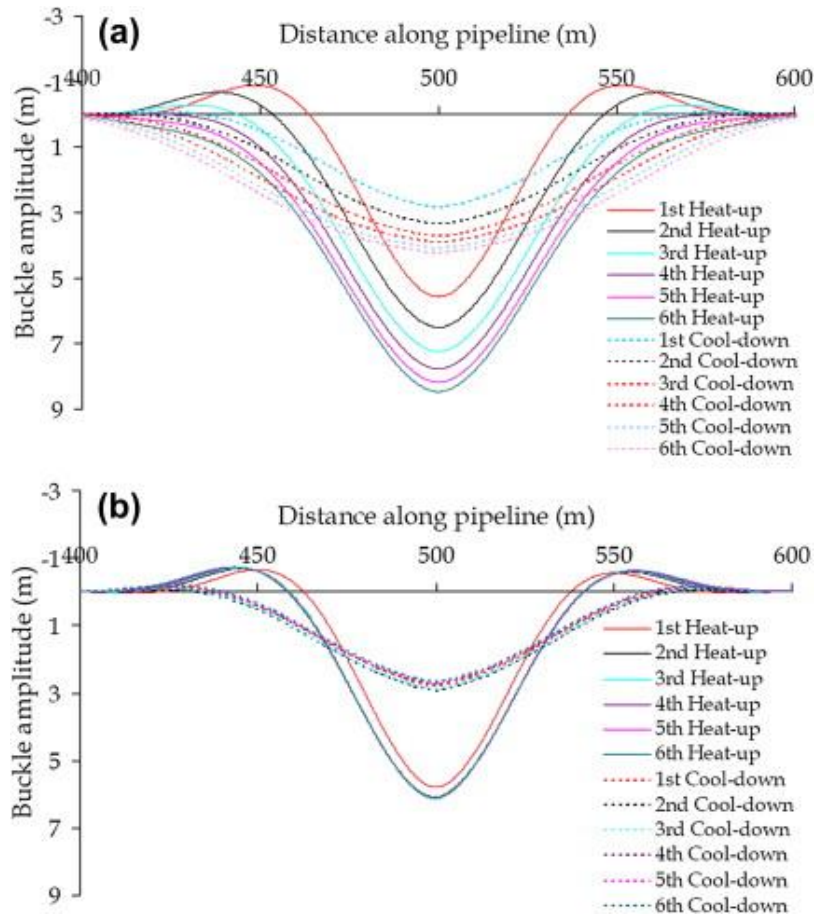 (a)
Distance along pipeline (m)
Buckle amplitude (m)
-3
-1
1
3
5
7
9
400
450
500
550
600
1st Heat-up
2nd Heat-up
3rd Heat-up
4th Heat-up
5th Heat-up
6th Heat-up
1st Cool-down
2nd Cool-down
3rd Cool-down
4th Cool-down
5th Cool-down
6th Cool-down
(b)
Distance along pipeline (m)
Buckle amplitude (m)
-3
-1
1
3
5
7
9
400
450
500
550
600
1st Heat-up
2nd Heat-up
3rd Heat-up
4th Heat-up
5th Heat-up
6th Heat-up
1st Cool-down
2nd Cool-down
3rd Cool-down
4th Cool-down
5th Cool-down
6th Cool-down